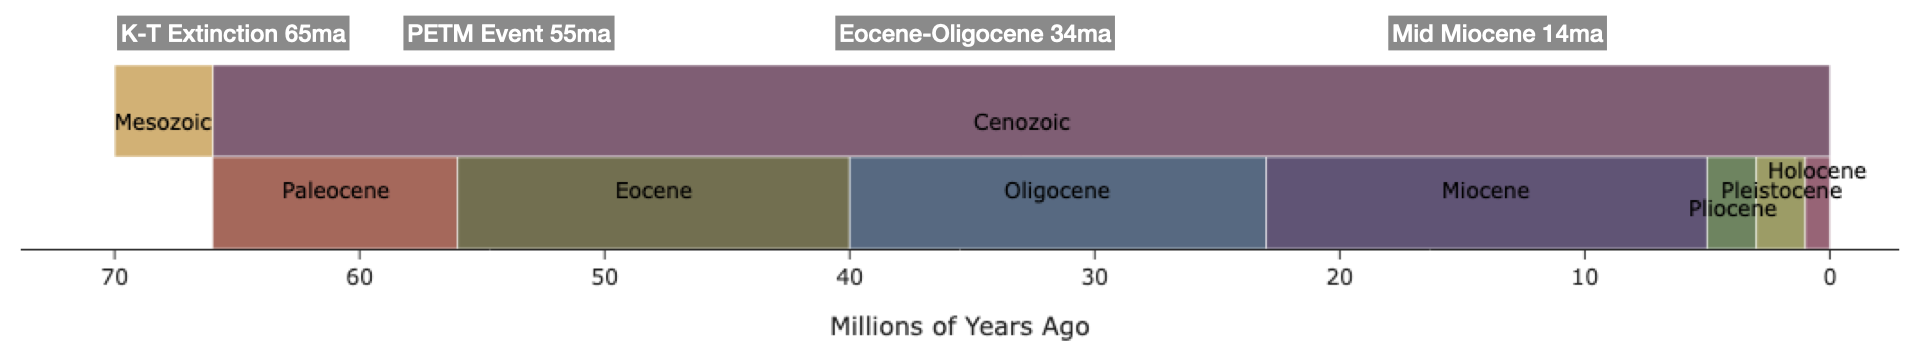 K-T Extinction 65ma
PETM Event 55ma
Eocene-Oligocene 34ma
Mid Miocene 14ma
Mesozoic
Cenozoic
Paleocene
Eocene
Oligocene
Miocene
Pliocene
Pleistocene
Holocene
70
60
50
40
30
20
10
0
Millions of Years Ago